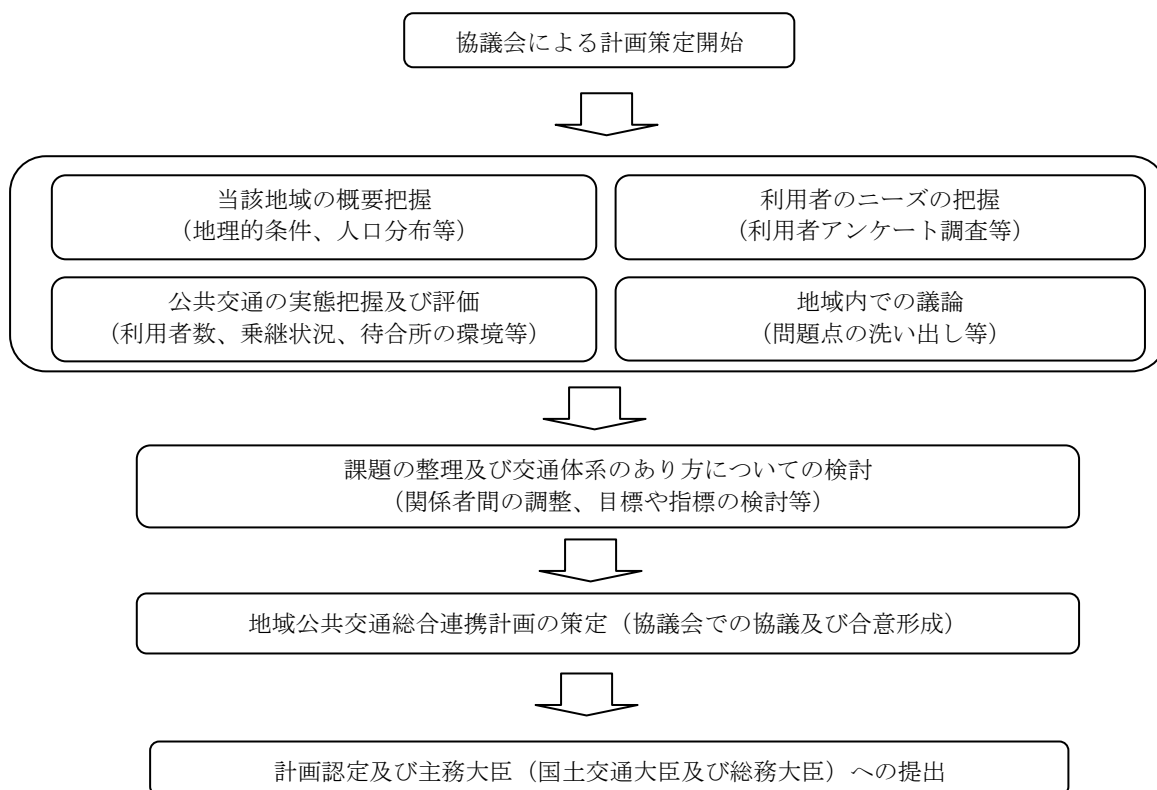 協議会による計画策定開始
当該地域の概要把握
（地理的条件、人口分布等）
利用者のニーズの把握
（利用者アンケート調査等）
公共交通の実態把握及び評価
（利用者数、乗継状況、待合所の環境等）
地域内での議論
（問題点の洗い出し等）
課題の整理及び交通体系のあり方についての検討
（関係者間の調整、目標や指標の検討等）
地域公共交通総合連携計画の策定（協議会での協議及び合意形成）
計画認定及び主務大臣（国土交通大臣及び総務大臣）への提出